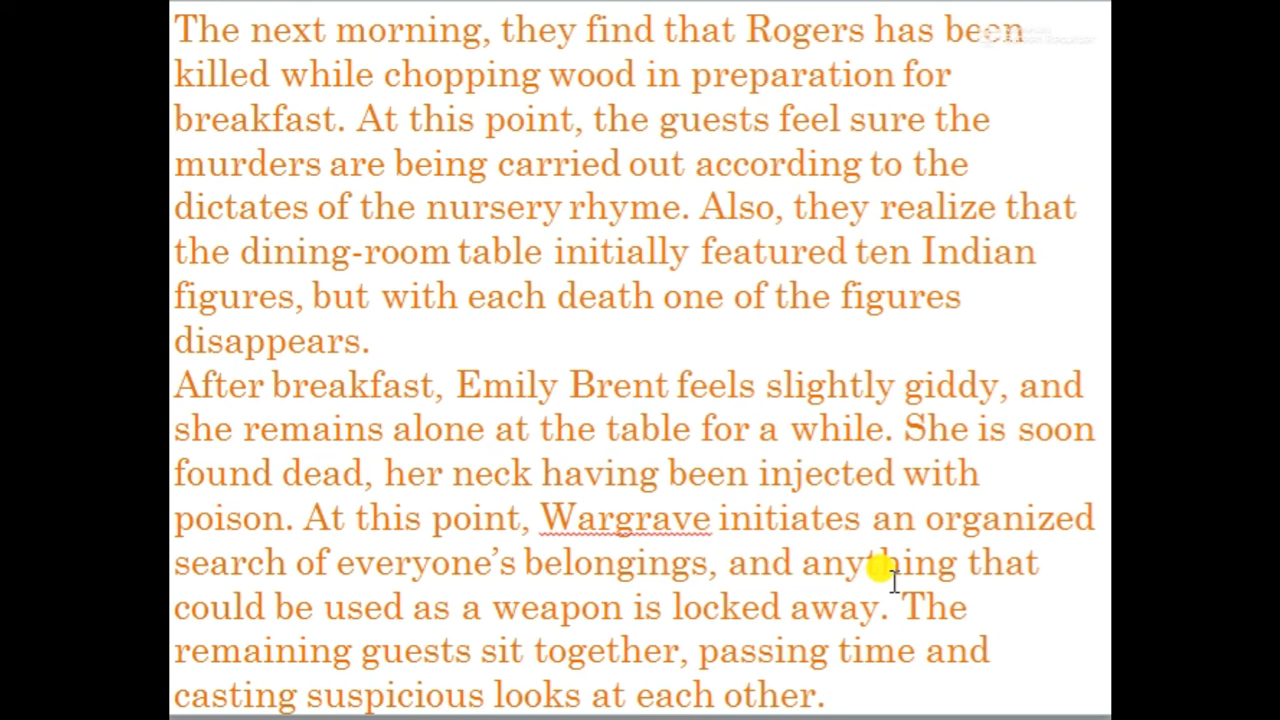 The next morning, they find that Rogers has been
killed while chopping wood in preparation for
breakfast. At this point, the guests feel sure the
murders are being carried out according to the
dictates of the nursery rhyme. Also, they realize that
the dining-room table initially featured ten Indian
figures, but with each death one of the figures
disappears.
After breakfast, Emily Brent feels slightly giddy, and
she remains alone at the table for a while. She is soon
found dead, her neck having been injected with
poison. At this point, Wargrave initiates an organized
search of everyone’s belongings, and anything that
could be used as a weapon is locked away. The
remaining guests sit together, passing time and
casting suspicious looks at each other.